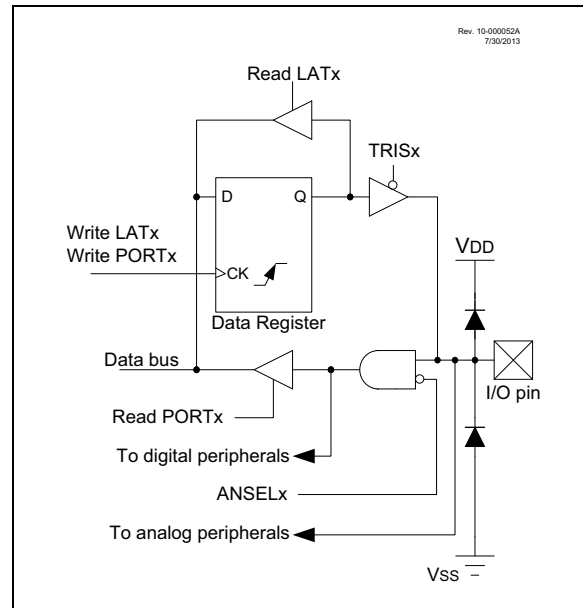 Rev. 10-000052A
7/30/2013
Read LATx
TRISx
D Q
Write LATx
Write PORTx
CK
VDD
Data Register
Data bus
I/O pin
Read PORTx
To digital peripherals
ANSELx
To analog peripherals
Vss